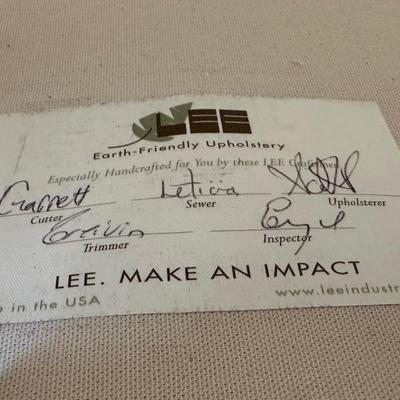 LEE
Earth-Friendly Upholstery
Especially Handcrafted for You by these LEE
Garrett Leticia
Cutter Sewer Upholsterer
Trimmer Inspector
LEE. MAKE AN IMPACT
in the USA www.leeindustr